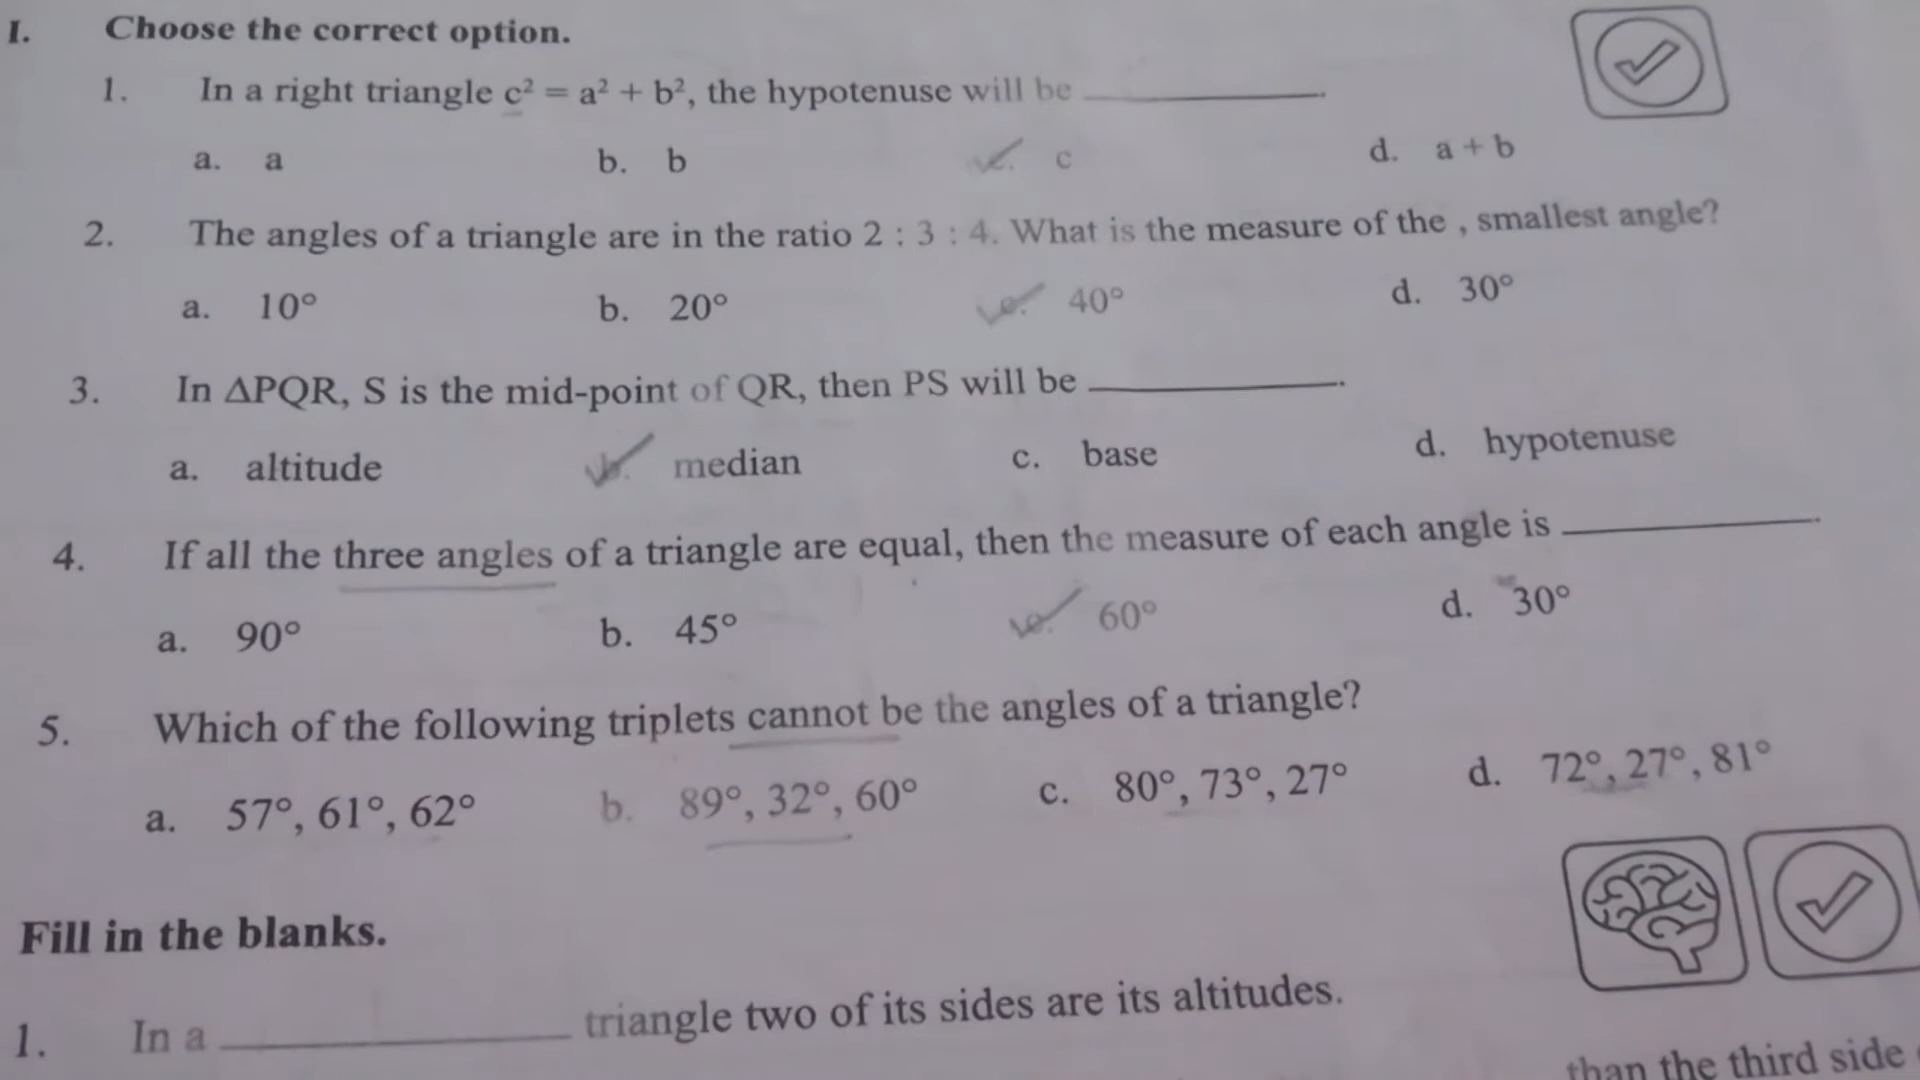 I. Choose the correct option.
1. In a right triangle c² = a² + b², the hypotenuse will be ____________.
a. a b. b c. c d. a + b
2. The angles of a triangle are in the ratio 2 : 3 : 4. What is the measure of the , smallest angle?
a. 10° b. 20° c. 40° d. 30°
3. In ΔPQR, S is the mid-point of QR, then PS will be ____________.
a. altitude b. median c. base d. hypotenuse
4. If all the three angles of a triangle are equal, then the measure of each angle is ____________.
a. 90° b. 45° c. 60° d. 30°
5. Which of the following triplets cannot be the angles of a triangle?
a. 57°, 61°, 62° b. 89°, 32°, 60° c. 80°, 73°, 27° d. 72°, 27°, 81°
Fill in the blanks.
1. In a ____________ triangle two of its sides are its altitudes.
than the third side